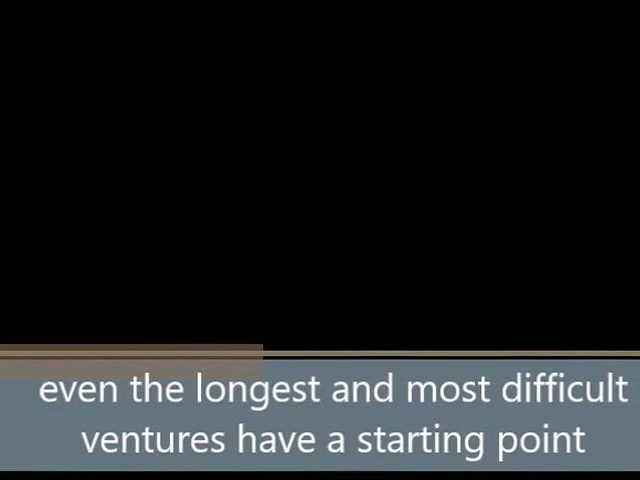 even the longest and most difficult
ventures have a starting point